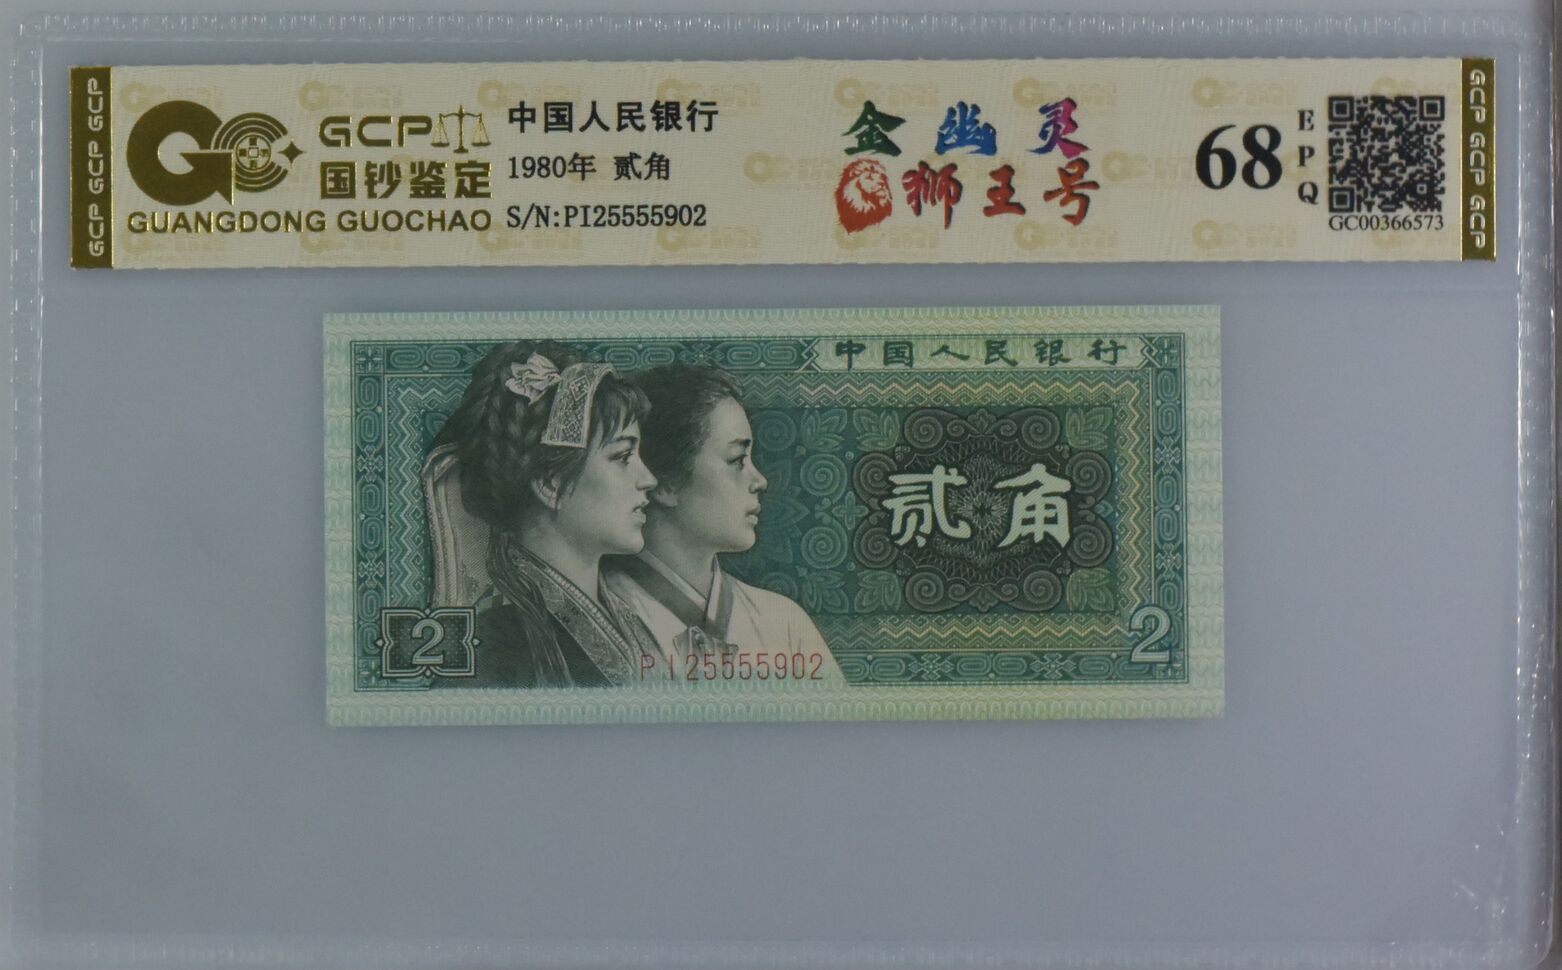 GCP GCP GCP
GCP
国钞鉴定
GUANGDONG GUOCHAO
中国人民银行
1980年 贰角
S/N:PI25555902
金幽灵
狮王号
68
EPQ
GC00366573
GCP GCP GCP
中国人民银行
贰角
2
2
PI25555902